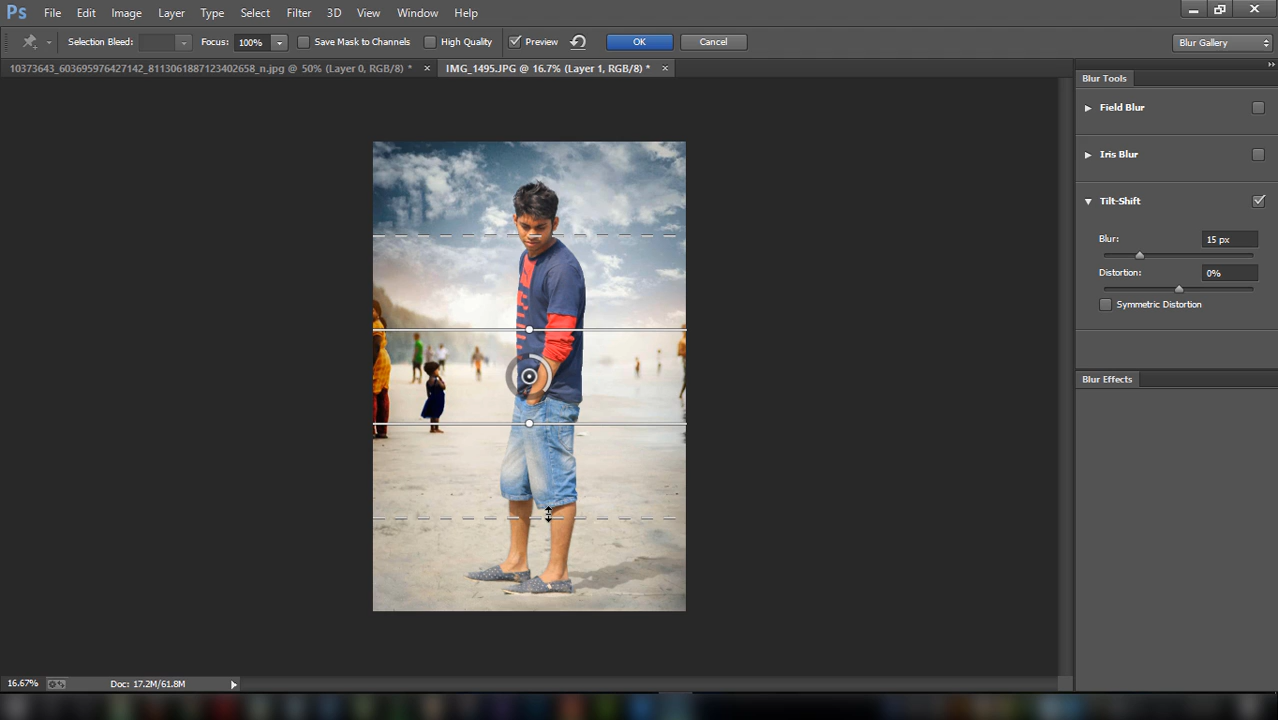 Ps File Edit Image Layer Type Select Filter 3D View Window Help
Selection Bleed: Focus: 100% Save Mask to Channels High Quality Preview OK Cancel Blur Gallery
10373643_603695976427142_8113061887123402658_n.jpg @ 50% (Layer 0, RGB/8) * × IMG_1495.JPG @ 16.7% (Layer 1, RGB/8) * ×
Blur Tools
Field Blur
Iris Blur
Tilt-Shift
Blur: 15 px
Distortion: 0%
Symmetric Distortion
Blur Effects
16.67% Doc: 17.2M/61.8M